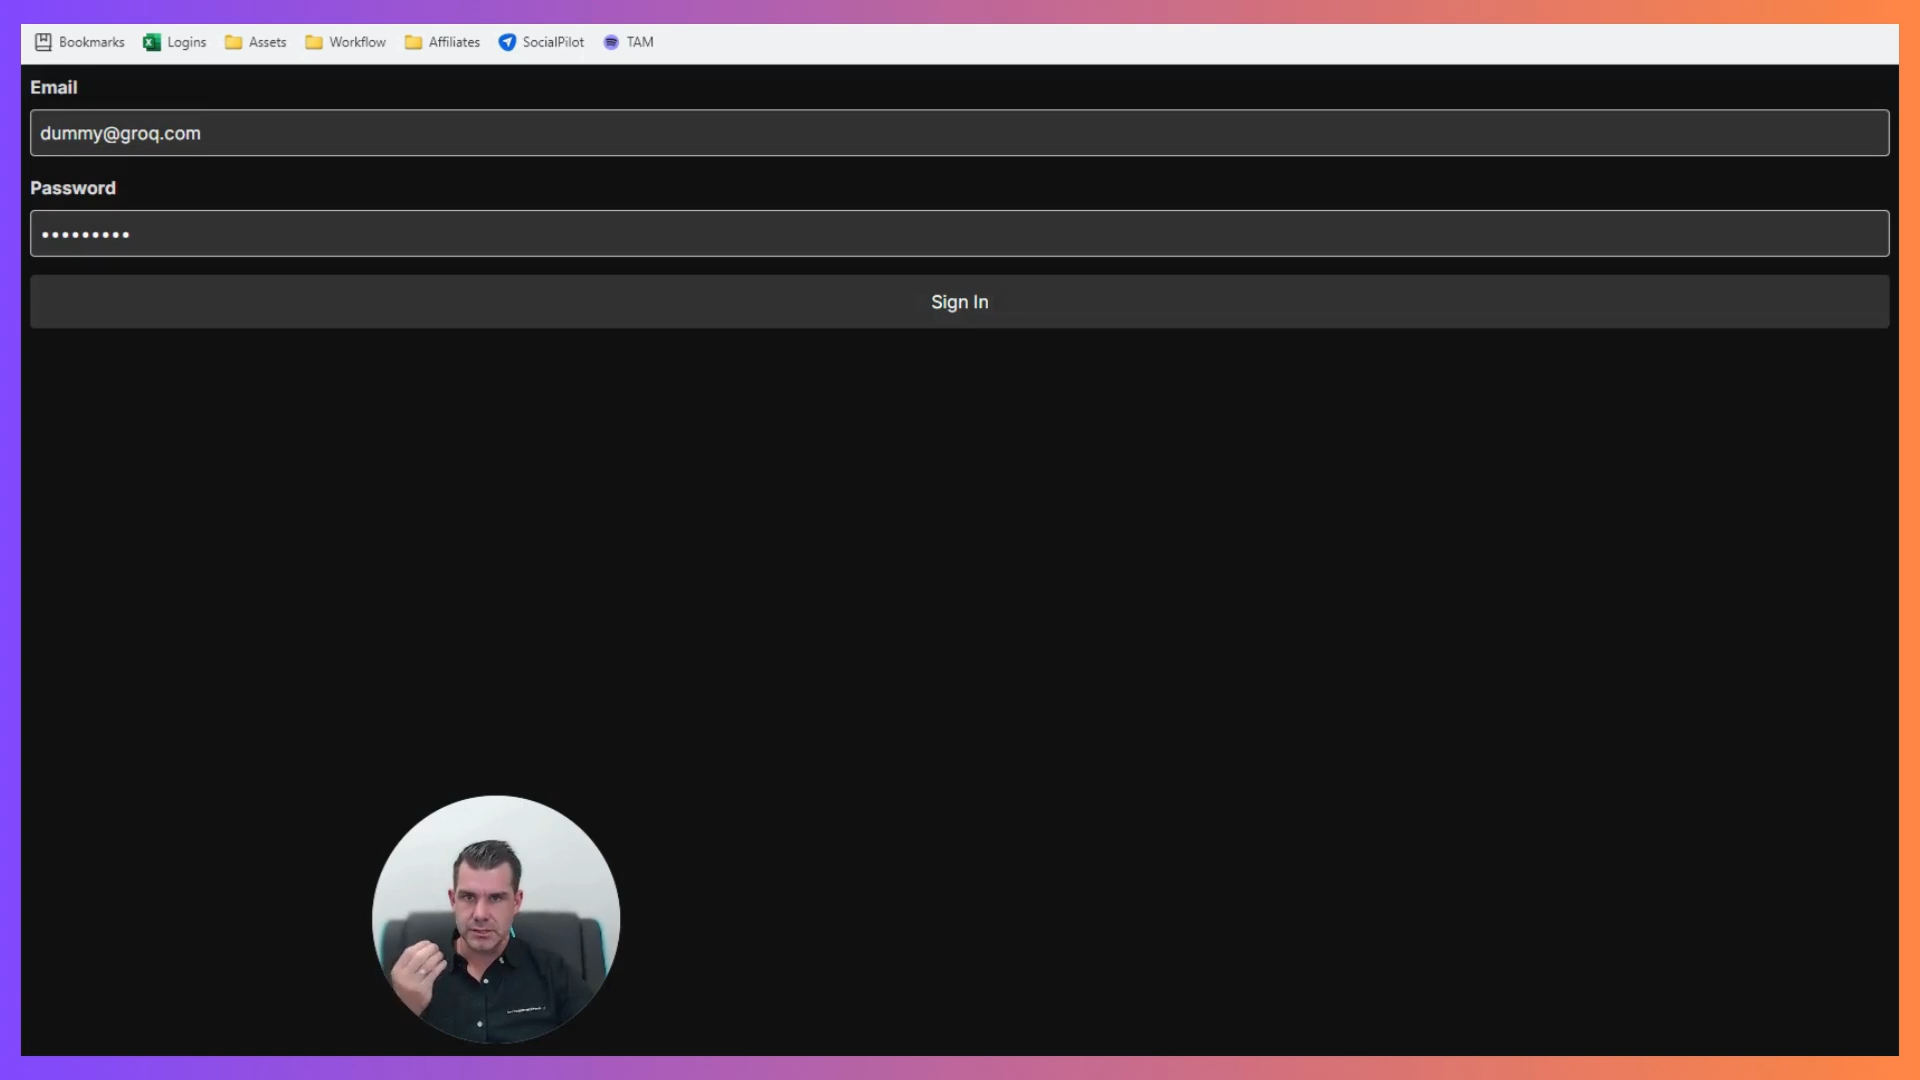 Bookmarks Logins Assets Workflow Affiliates SocialPilot TAM
Email
dummy@groq.com
Password
•••••••••
Sign In